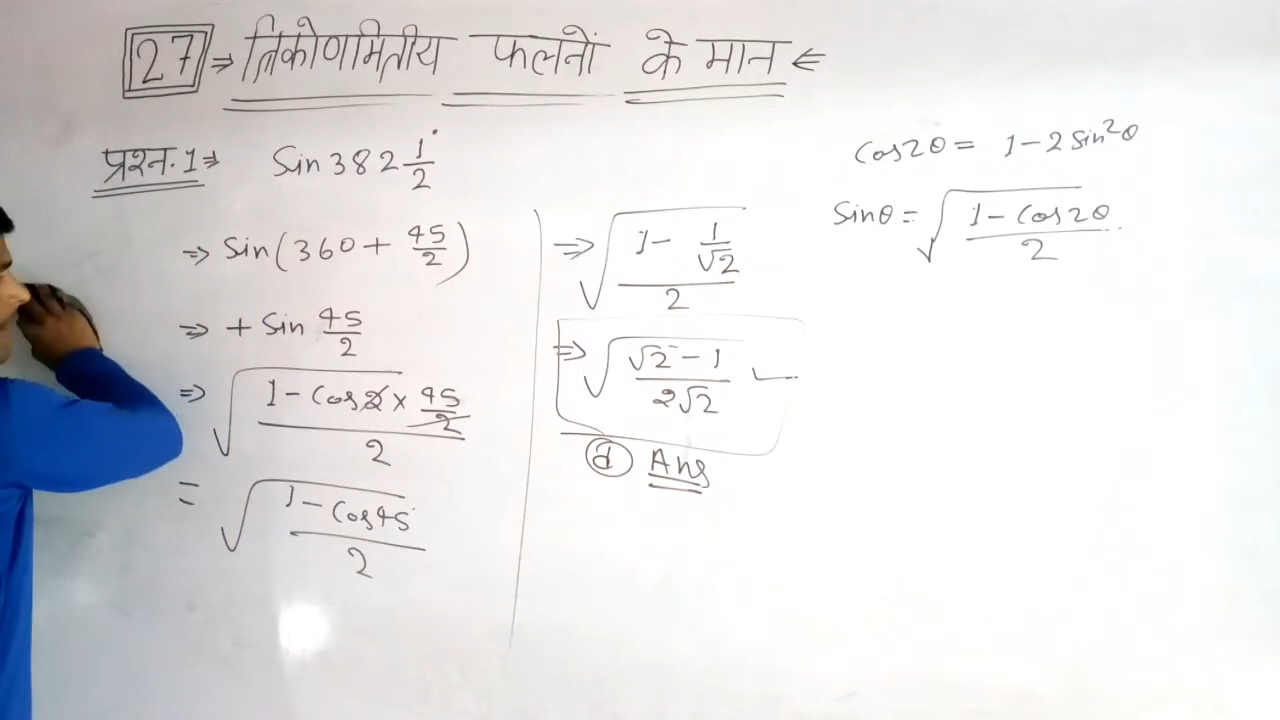 27 ⇒ त्रिकोणमितीय फलनों के मान ⇐
प्रश्न.1⇒ Sin 382 1/2°
⇒ Sin(360 + 45/2)
⇒ + Sin 45/2
⇒ √((1 - Cos2 × 45/2)/2)
= √((1 - Cos45)/2)
⇒ √((1 - 1/√2)/2)
⇒ √((√2 - 1)/(2√2))
(d) Ans
Cos2θ = 1 - 2 Sin²θ
Sinθ = √((1 - Cos2θ)/2)